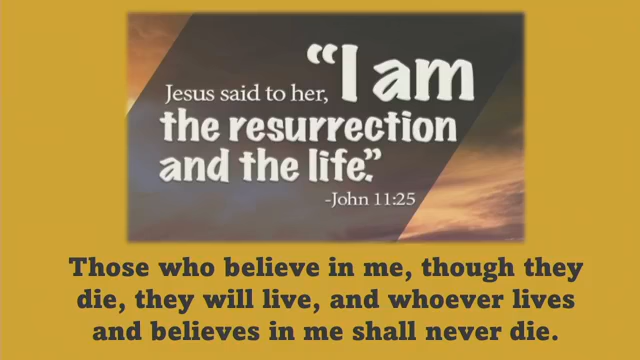 Jesus said to her, “I am
the resurrection
and the life.”
-John 11:25
Those who believe in me, though they
die, they will live, and whoever lives
and believes in me shall never die.